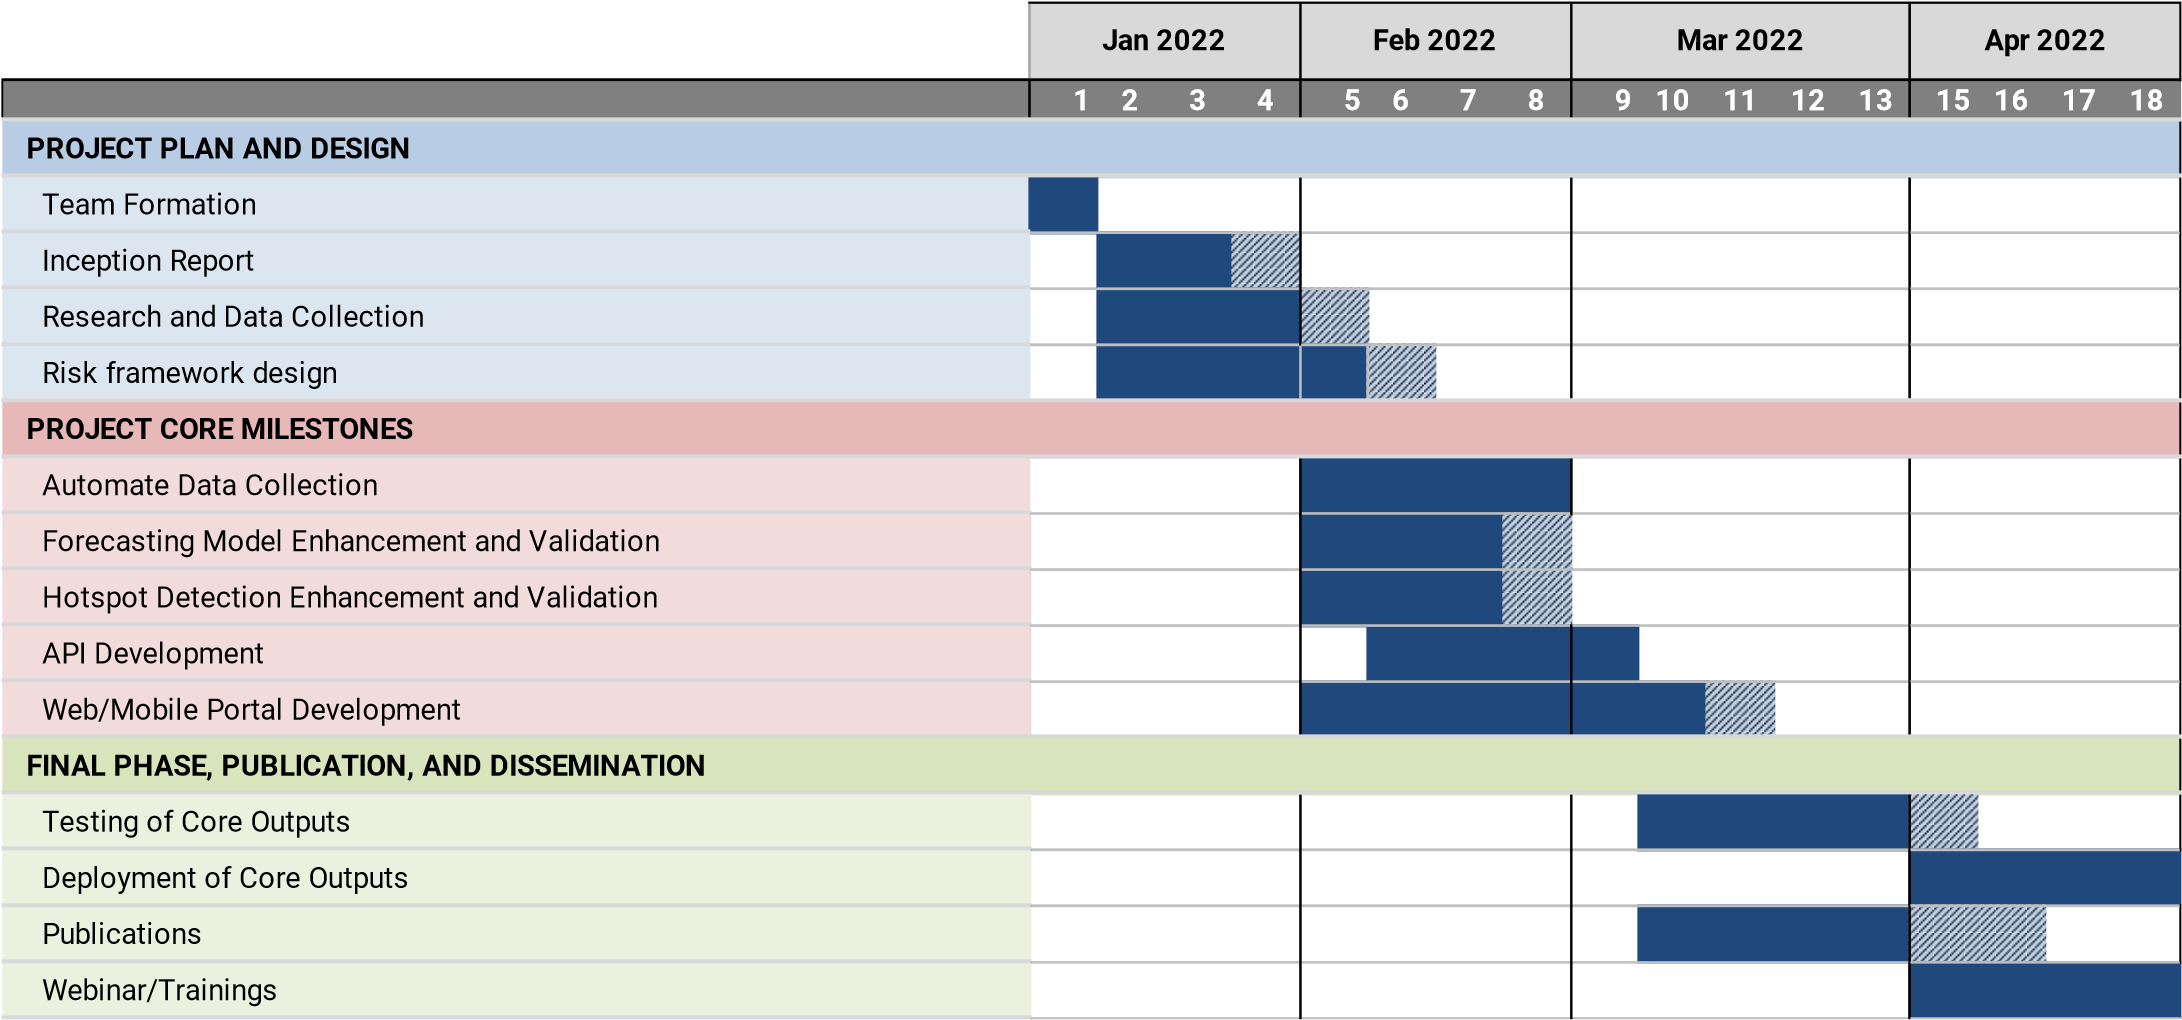 Jan 2022 Feb 2022 Mar 2022 Apr 2022
1 2 3 4 5 6 7 8 9 10 11 12 13 15 16 17 18
PROJECT PLAN AND DESIGN
Team Formation
Inception Report
Research and Data Collection
Risk framework design
PROJECT CORE MILESTONES
Automate Data Collection
Forecasting Model Enhancement and Validation
Hotspot Detection Enhancement and Validation
API Development
Web/Mobile Portal Development
FINAL PHASE, PUBLICATION, AND DISSEMINATION
Testing of Core Outputs
Deployment of Core Outputs
Publications
Webinar/Trainings